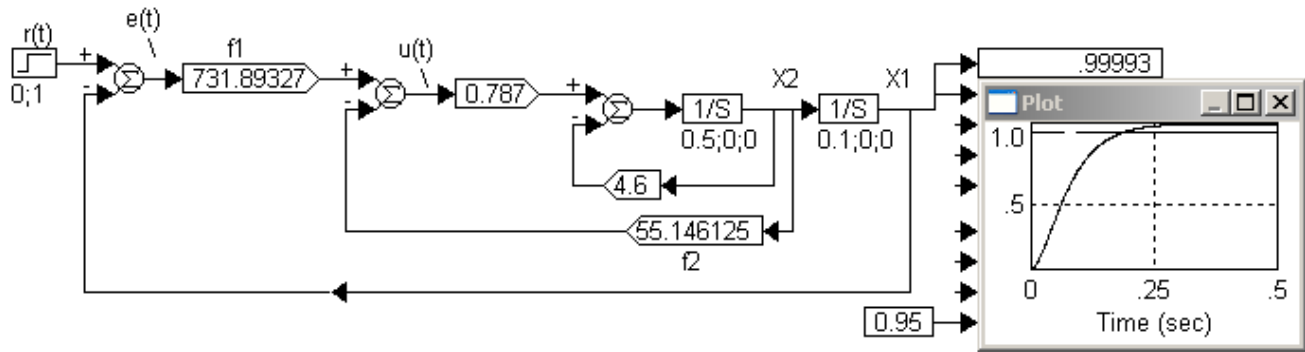 e(t)
r(t)
f1
u(t)
+
-
Σ
731.89327
+
-
Σ
0.787
+
-
Σ
1/S
X2
1/S
X1
.99993
0;1
0.5;0;0
0.1;0;0
4.6
55.146125
f2
0.95
Plot
1.0
.5
0
.25
.5
Time (sec)